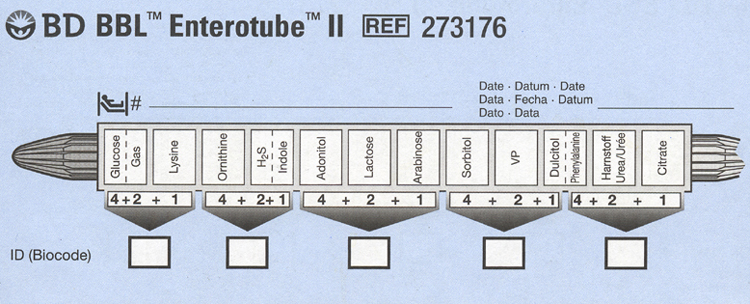 BD BBL™ Enterotube™ II REF 273176
#
Date · Datum · Date
Data · Fecha · Datum
Dato · Data
Glucose
Gas
Lysine
Ornithine
H2S
Indole
Adonitol
Lactose
Arabinose
Sorbitol
VP
Dulcitol
Phenylalanine
Harnstoff
Urea/Urée
Citrate
4 + 2 + 1
4 + 2 + 1
4 + 2 + 1
4 + 2 + 1
4 + 2 + 1
ID (Biocode)